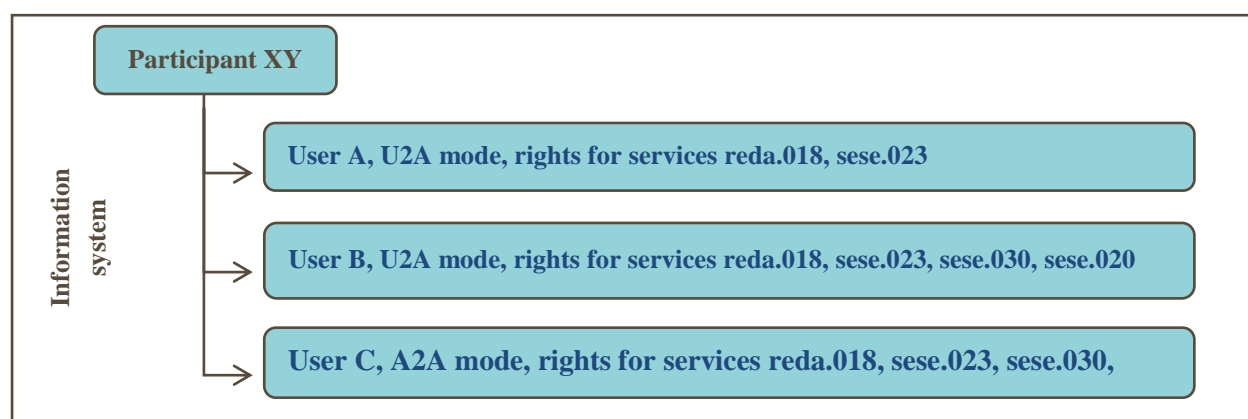 Participant XY
User A, U2A mode, rights for services reda.018, sese.023
User B, U2A mode, rights for services reda.018, sese.023, sese.030, sese.020
User C, A2A mode, rights for services reda.018, sese.023, sese.030,
Information
system